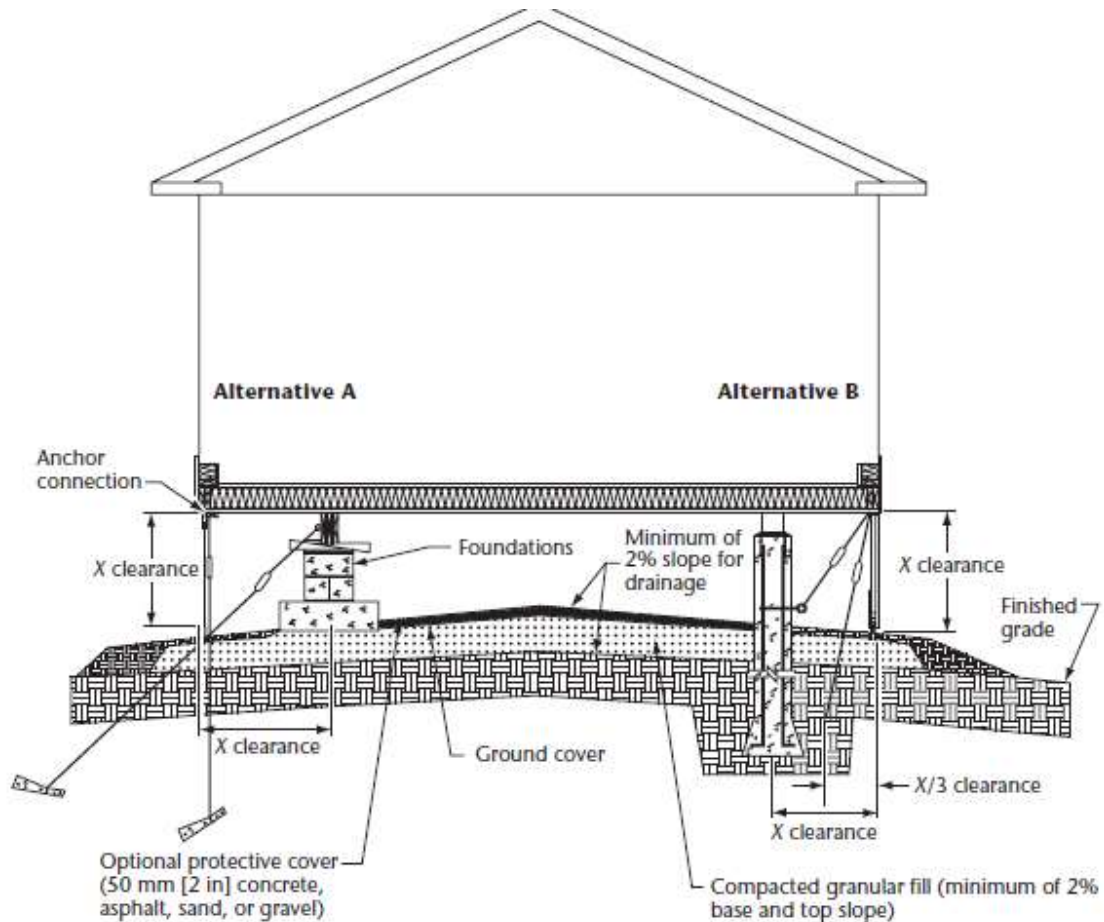 Alternative A
Alternative B
Anchor
connection
X clearance
Foundations
Minimum of
2% slope for
drainage
X clearance
Finished
grade
X clearance
Ground cover
X/3 clearance
X clearance
Optional protective cover
(50 mm [2 in] concrete,
asphalt, sand, or gravel)
Compacted granular fill (minimum of 2%
base and top slope)